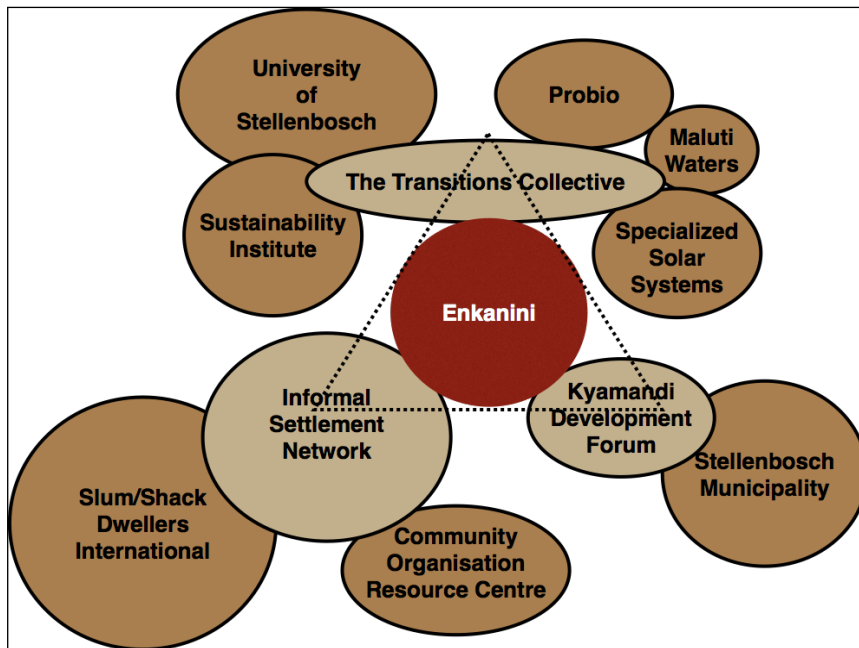 University
of
Stellenbosch
Probio
Maluti
Waters
The Transitions Collective
Sustainability
Institute
Specialized
Solar
Systems
Enkanini
Informal
Settlement
Network
Kyamandi
Development
Forum
Stellenbosch
Municipality
Slum/Shack
Dwellers
International
Community
Organisation
Resource Centre